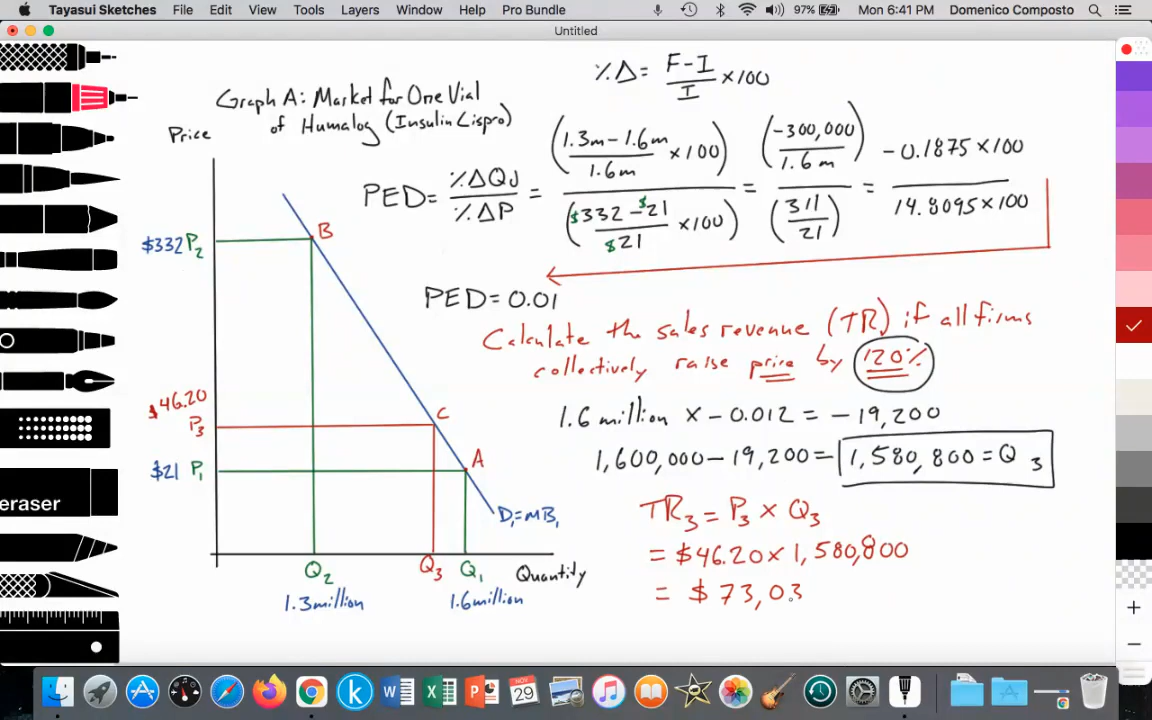 Tayasui Sketches File Edit View Tools Layers Window Help Pro Bundle 97% Mon 6:41 PM Domenico Composto
Untitled
%Δ = F-I / I × 100
Graph A: Market for One Vial
of Humalog (Insulin Lispro)
Price
PED = %ΔQd / %ΔP = (1.3m - 1.6m / 1.6m × 100) / ($332 - $21 / $21 × 100) = (-300,000 / 1.6m) / (311 / 21) = -0.1875 × 100 / 14.8095 × 100
B
$332 P2
PED = 0.01
Calculate the sales revenue (TR) if all firms
collectively raise price by 120%
$46.20
P3
C
1.6 million × -0.012 = -19,200
1,600,000 - 19,200 = 1,580,800 = Q3
$21 P1
A
TR3 = P3 × Q3
D1=MB1
= $46.20 × 1,580,800
= $73,03
Q2 Q3 Q1 Quantity
1.3million 1.6million
eraser
NOV
29